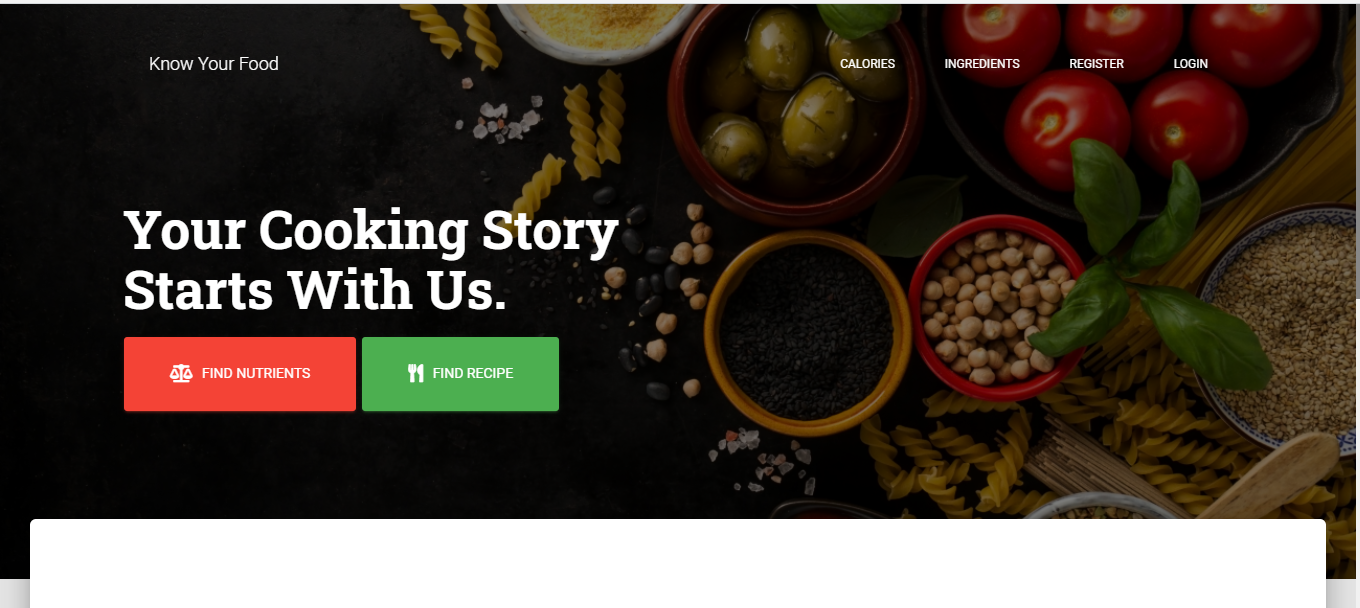 Know Your Food
CALORIES
INGREDIENTS
REGISTER
LOGIN
Your Cooking Story
Starts With Us.
FIND NUTRIENTS
FIND RECIPE